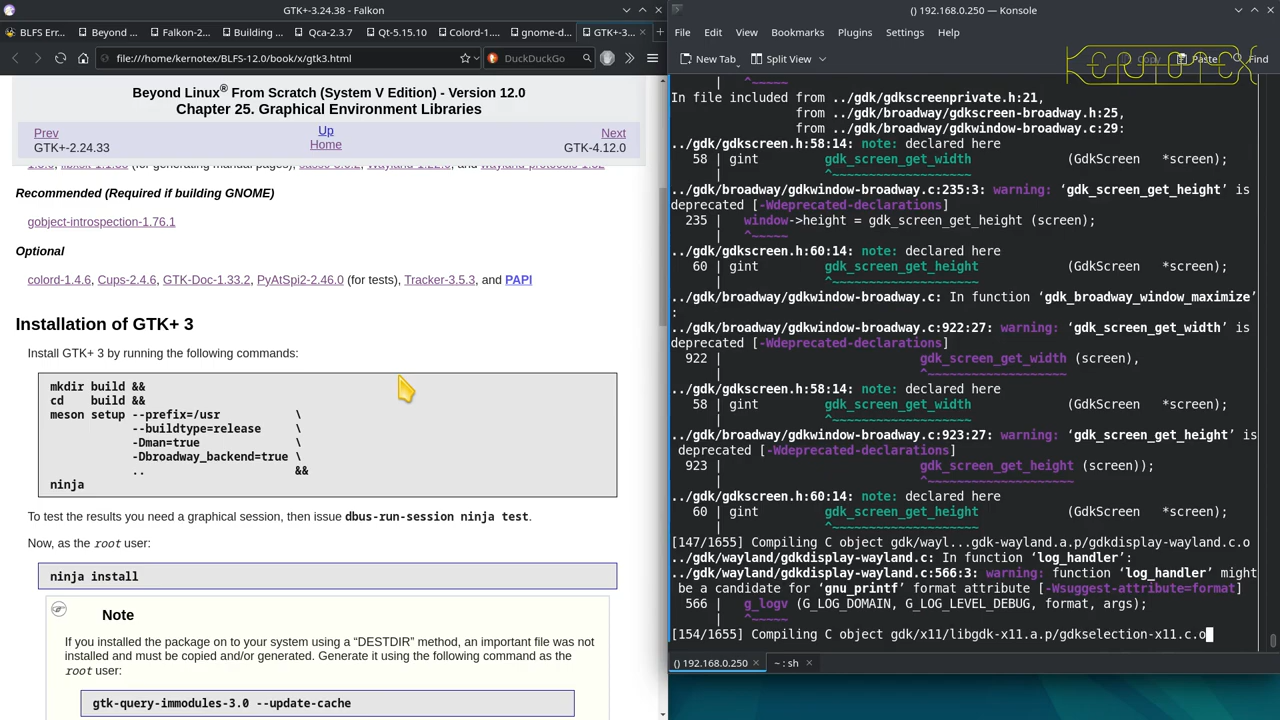 GTK+-3.24.38 - Falkon
BLFS Err...
Beyond ...
Falkon-2...
Building ...
Qca-2.3.7
Qt-5.15.10
Colord-1....
gnome-d...
GTK+-3...
file:///home/kernotex/BLFS-12.0/book/x/gtk3.html
DuckDuckGo
Beyond Linux® From Scratch (System V Edition) - Version 12.0
Chapter 25. Graphical Environment Libraries
Prev
Up
Next
GTK+-2.24.33
Home
GTK-4.12.0
Recommended (Required if building GNOME)
gobject-introspection-1.76.1
Optional
colord-1.4.6, Cups-2.4.6, GTK-Doc-1.33.2, PyAtSpi2-2.46.0 (for tests), Tracker-3.5.3, and PAPI
Installation of GTK+ 3
Install GTK+ 3 by running the following commands:
mkdir build &&
cd    build &&
meson setup --prefix=/usr           \
            --buildtype=release     \
            -Dman=true              \
            -Dbroadway_backend=true \
            ..                      &&
ninja
To test the results you need a graphical session, then issue dbus-run-session ninja test.
Now, as the root user:
ninja install
Note
If you installed the package on to your system using a “DESTDIR” method, an important file was not
installed and must be copied and/or generated. Generate it using the following command as the
root user:
gtk-query-immodules-3.0 --update-cache
() 192.168.0.250 — Konsole
File Edit View Bookmarks Plugins Settings Help
New Tab Split View Copy Paste Find
KERNOTEX
^~~~~~
In file included from ../gdk/gdkscreenprivate.h:21,
                 from ../gdk/broadway/gdkscreen-broadway.h:25,
                 from ../gdk/broadway/gdkwindow-broadway.c:29:
../gdk/gdkscreen.h:58:14: note: declared here
   58 | gint         gdk_screen_get_width             (GdkScreen   *screen);
      |              ^~~~~~~~~~~~~~~~~~~~
../gdk/broadway/gdkwindow-broadway.c:235:3: warning: ‘gdk_screen_get_height’ is
deprecated [-Wdeprecated-declarations]
  235 |   window->height = gdk_screen_get_height (screen);
      |   ^~~~~~
../gdk/gdkscreen.h:60:14: note: declared here
   60 | gint         gdk_screen_get_height            (GdkScreen   *screen);
      |              ^~~~~~~~~~~~~~~~~~~~~
../gdk/broadway/gdkwindow-broadway.c: In function ‘gdk_broadway_window_maximize’
:
../gdk/broadway/gdkwindow-broadway.c:922:27: warning: ‘gdk_screen_get_width’ is
deprecated [-Wdeprecated-declarations]
  922 |                           gdk_screen_get_width (screen),
      |                           ^~~~~~~~~~~~~~~~~~~~
../gdk/gdkscreen.h:58:14: note: declared here
   58 | gint         gdk_screen_get_width             (GdkScreen   *screen);
      |              ^~~~~~~~~~~~~~~~~~~~
../gdk/broadway/gdkwindow-broadway.c:923:27: warning: ‘gdk_screen_get_height’ is
 deprecated [-Wdeprecated-declarations]
  923 |                           gdk_screen_get_height (screen));
      |                           ^~~~~~~~~~~~~~~~~~~~~
../gdk/gdkscreen.h:60:14: note: declared here
   60 | gint         gdk_screen_get_height            (GdkScreen   *screen);
      |              ^~~~~~~~~~~~~~~~~~~~~
[147/1655] Compiling C object gdk/wayl...gdk-wayland.a.p/gdkdisplay-wayland.c.o
../gdk/wayland/gdkdisplay-wayland.c: In function ‘log_handler’:
../gdk/wayland/gdkdisplay-wayland.c:566:3: warning: function ‘log_handler’ might
be a candidate for ‘gnu_printf’ format attribute [-Wsuggest-attribute=format]
  566 |   g_logv (G_LOG_DOMAIN, G_LOG_LEVEL_DEBUG, format, args);
      |   ^~~~~~
[154/1655] Compiling C object gdk/x11/libgdk-x11.a.p/gdkselection-x11.c.o
() 192.168.0.250
~ : sh